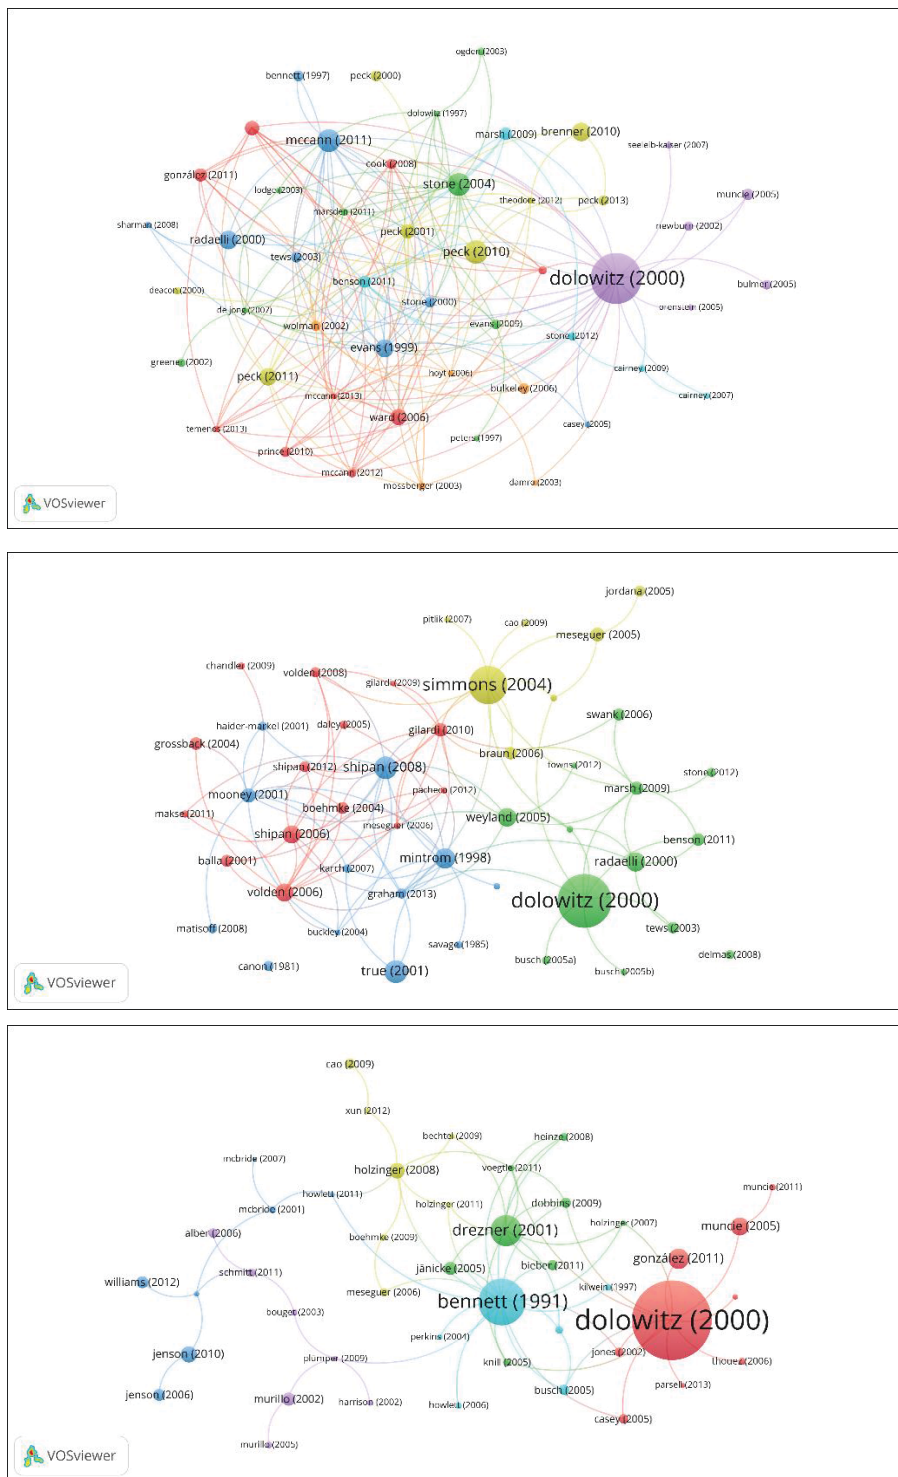 ogden (2003)
bennett (1997)
peck (2000)
dolowitz (1997)
mccann (2011)
marsh (2009)
brenner (2010)
seeleib-kaiser (2007)
cook (2008)
gonzález (2011)
stone (2004)
lodge (2003)
theodore (2012)
peck (2013)
muncie (2005)
marsden (2011)
sharman (2008)
newburn (2002)
peck (2001)
radaelli (2000)
peck (2010)
tews (2003)
dolowitz (2000)
benson (2011)
bulmer (2005)
deacon (2000)
stone (2000)
orenstein (2005)
de jong (2007)
wolman (2002)
evans (2009)
stone (2012)
evans (1999)
greener (2002)
cairney (2009)
hoyt (2006)
peck (2011)
bulkeley (2006)
mccann (2013)
cairney (2007)
ward (2006)
casey (2005)
temenos (2013)
peters (1997)
prince (2010)
mccann (2012)
mossberger (2003)
damro (2003)
VOSviewer
jordana (2005)
pitlik (2007)
cao (2009)
meseguer (2005)
chandler (2009)
volden (2008)
gilardi (2009)
simmons (2004)
swank (2006)
haider-markel (2001)
daley (2005)
gilardi (2010)
grossback (2004)
braun (2006)
towns (2012)
shipan (2012)
shipan (2008)
stone (2012)
marsh (2009)
mooney (2001)
pacheco (2012)
boehmke (2004)
makse (2011)
weyland (2005)
meseguer (2006)
shipan (2006)
benson (2011)
balla (2001)
mintrom (1998)
radaelli (2000)
karch (2007)
volden (2006)
graham (2013)
dolowitz (2000)
matisoff (2008)
buckley (2004)
tews (2003)
savage (1985)
canon (1981)
true (2001)
busch (2005a)
delmas (2008)
busch (2005b)
VOSviewer
cao (2009)
xun (2012)
bechtel (2009)
heinze (2008)
mcbride (2007)
holzinger (2008)
voegtle (2011)
muncie (2011)
howlett (2011)
mcbride (2001)
holzinger (2011)
dobbins (2009)
holzinger (2007)
muncie (2005)
alber (2006)
drezner (2001)
boehmke (2009)
gonzález (2011)
schmitt (2011)
jänicke (2005)
bieber (2011)
williams (2012)
meseguer (2006)
kilwein (1997)
bennett (1991)
bouget (2003)
dolowitz (2000)
perkins (2004)
jenson (2010)
plümper (2009)
knill (2005)
jones (2002)
thouez (2006)
jenson (2006)
murillo (2002)
harrison (2002)
busch (2005)
parsell (2013)
howlett (2006)
casey (2005)
murillo (2005)
VOSviewer